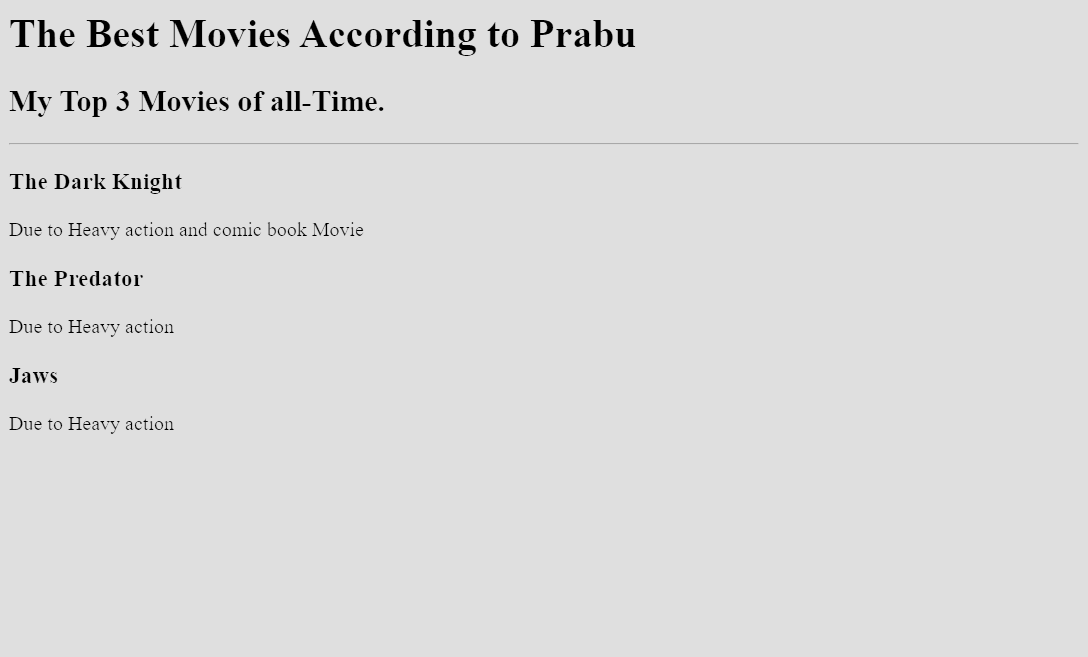 The Best Movies According to Prabu
My Top 3 Movies of all-Time.
The Dark Knight
Due to Heavy action and comic book Movie
The Predator
Due to Heavy action
Jaws
Due to Heavy action